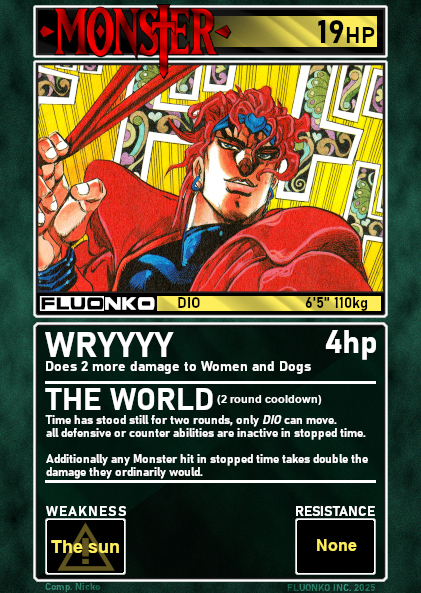 MONSTER
19HP
FLUONKO DIO 6'5" 110kg
WRYYYY 4hp
Does 2 more damage to Women and Dogs
THE WORLD (2 round cooldown)
Time has stood still for two rounds, only DIO can move.
all defensive or counter abilities are inactive in stopped time.
Additionally any Monster hit in stopped time takes double the
damage they ordinarily would.
WEAKNESS RESISTANCE
The sun None
Comp. Nicko FLUONKO INC. 2025